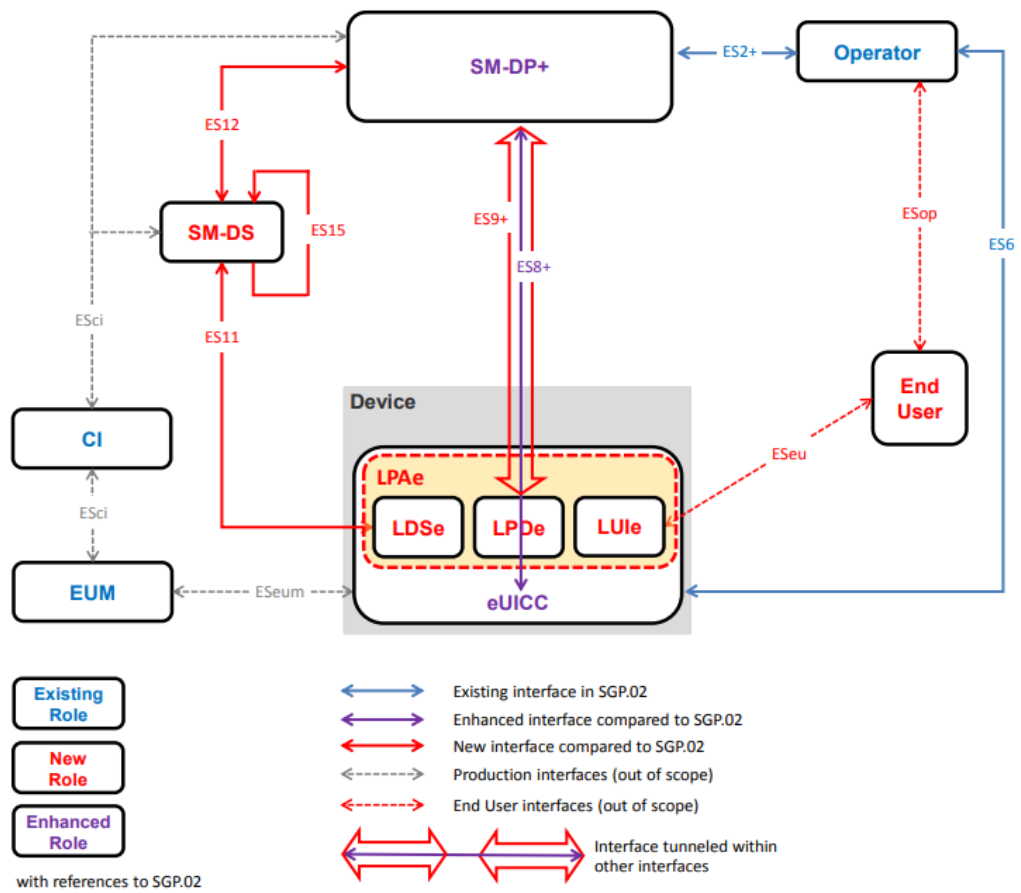 SM-DP+
ES2+
Operator
ES12
SM-DS
ES15
ES9+
ES8+
ESop
ES6
ESci
ES11
End
User
Device
CI
ESeu
LPAe
ESci
LDSe
LPDe
LUIe
EUM
ESeum
eUICC
Existing
Role
New
Role
Enhanced
Role
with references to SGP.02
Existing interface in SGP.02
Enhanced interface compared to SGP.02
New interface compared to SGP.02
Production interfaces (out of scope)
End User interfaces (out of scope)
Interface tunneled within
other interfaces